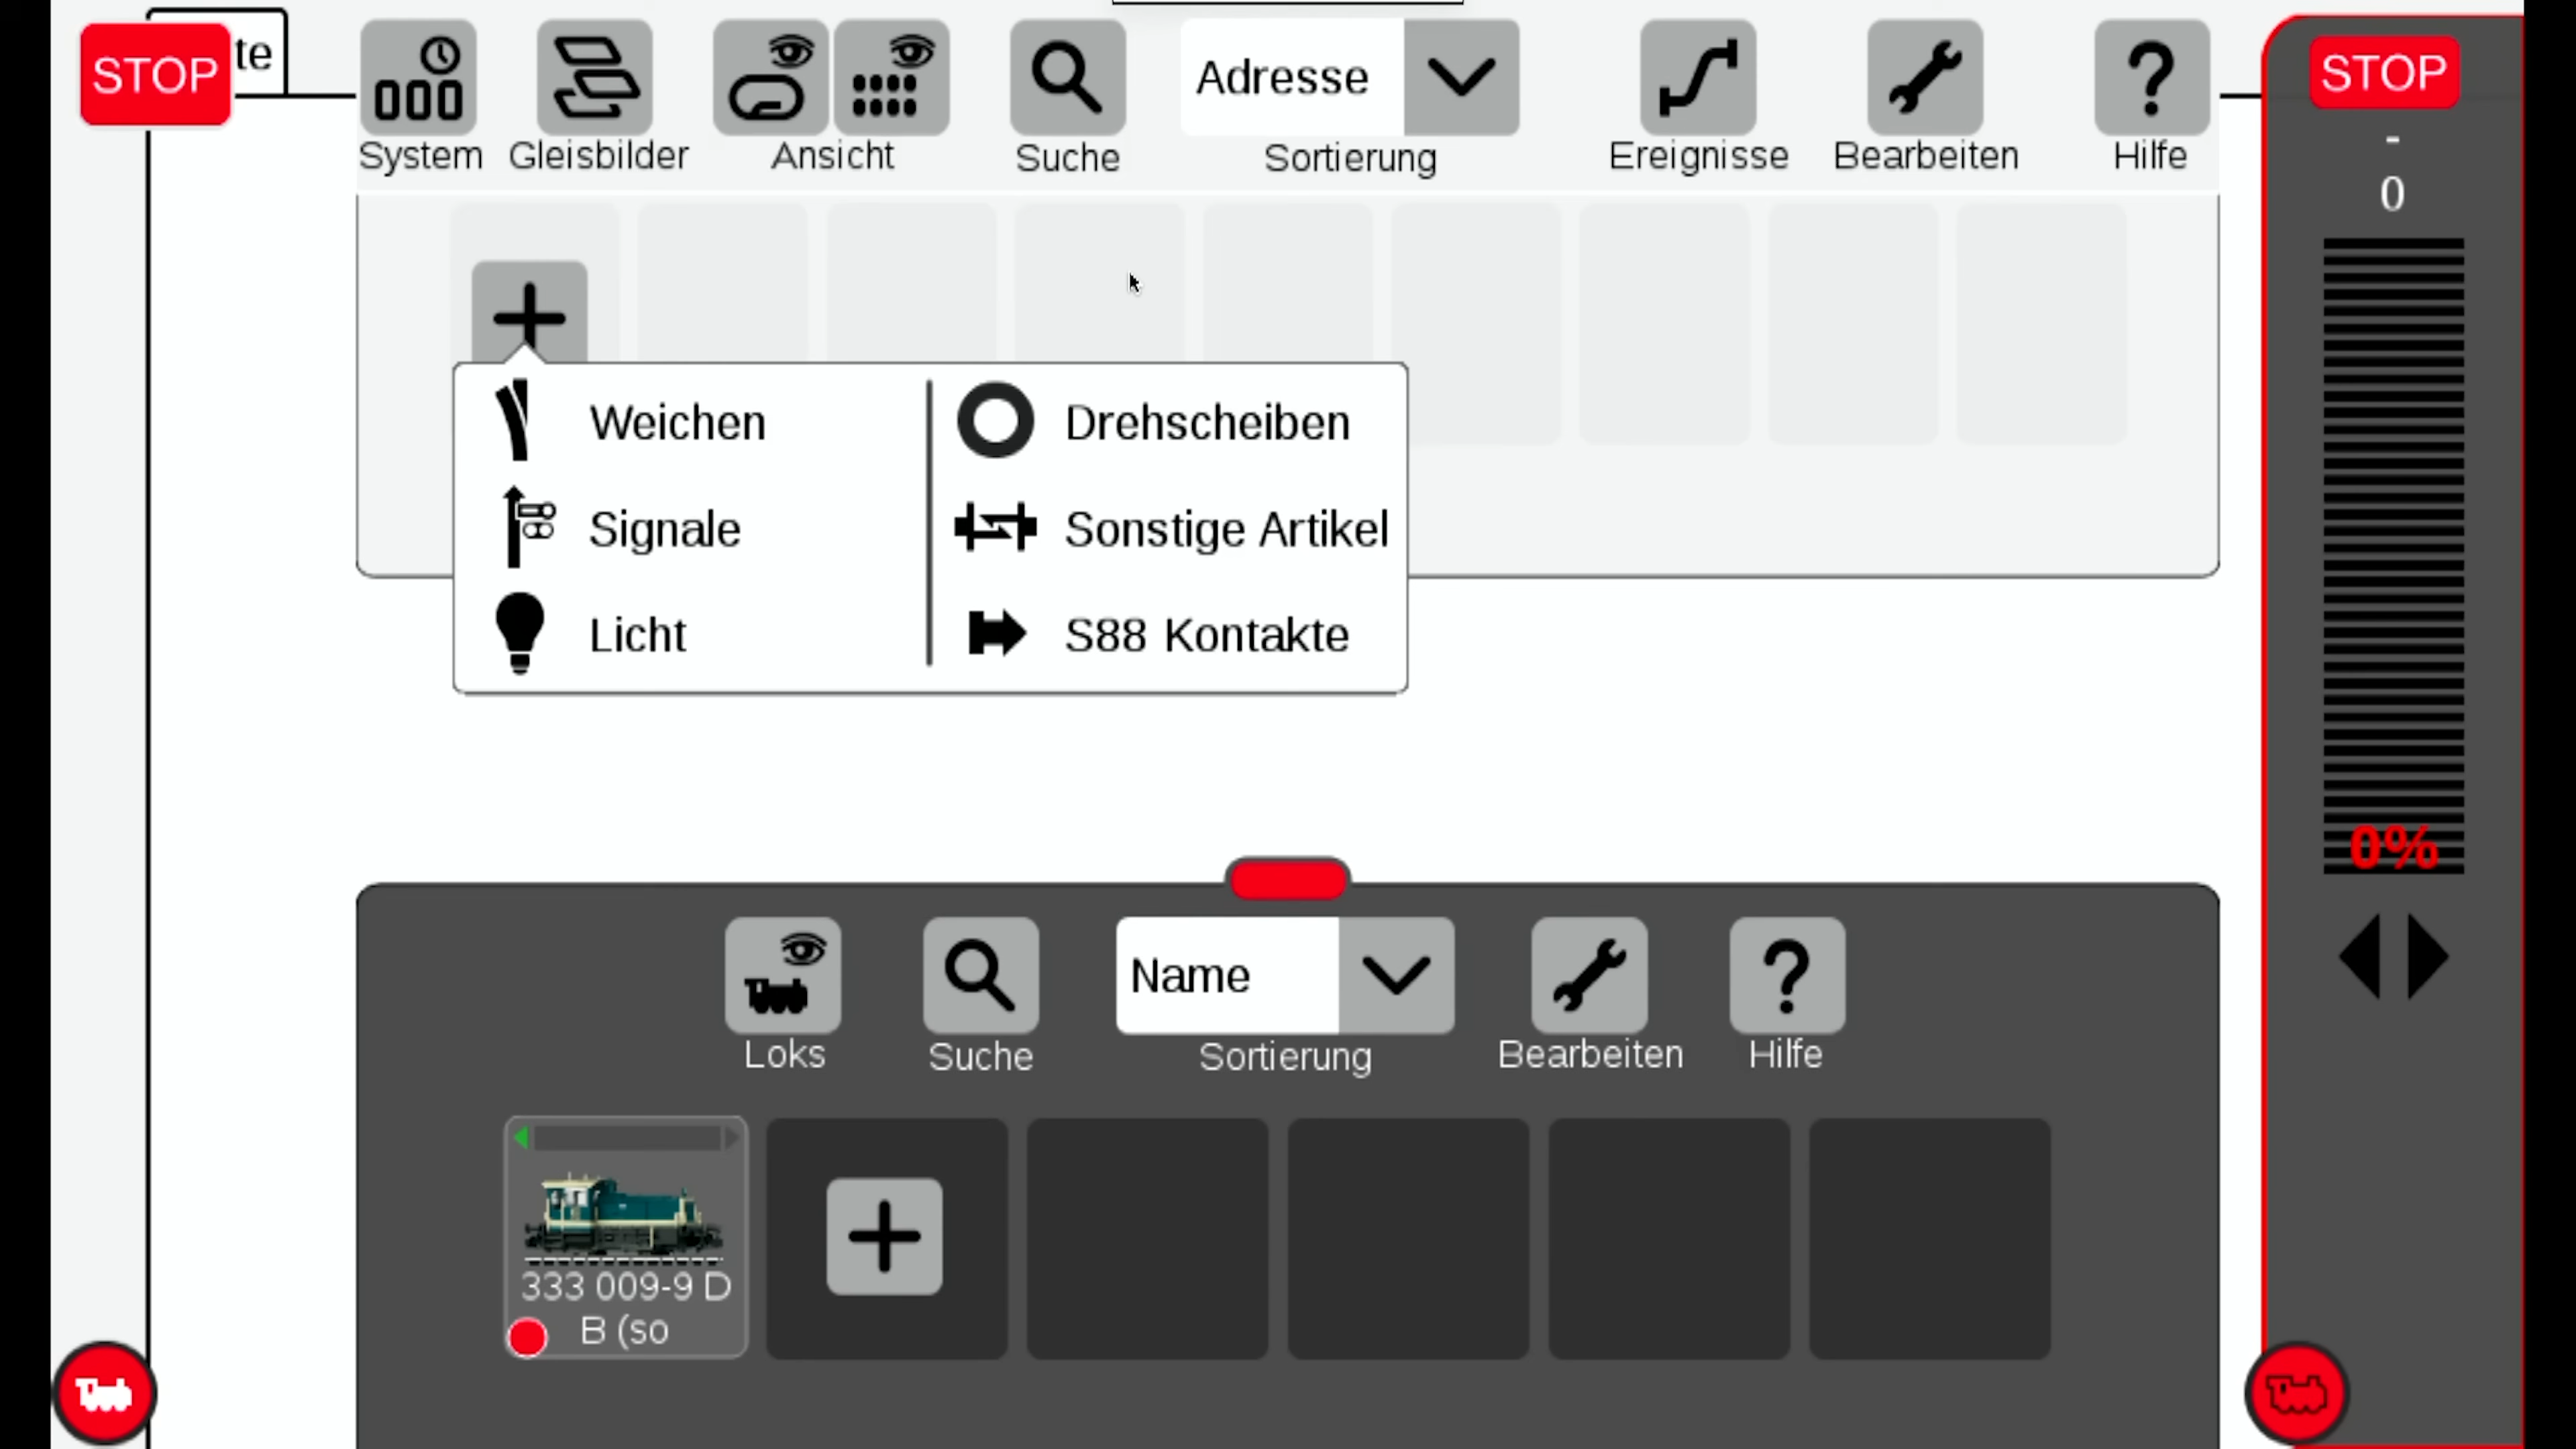 STOP
te
System
Gleisbilder
Ansicht
Suche
Adresse
Sortierung
Ereignisse
Bearbeiten
?
Hilfe
STOP
-
0
Weichen
Drehscheiben
Signale
Sonstige Artikel
Licht
S88 Kontakte
0%
Loks
Suche
Name
Sortierung
Bearbeiten
?
Hilfe
333 009-9 D
B (so